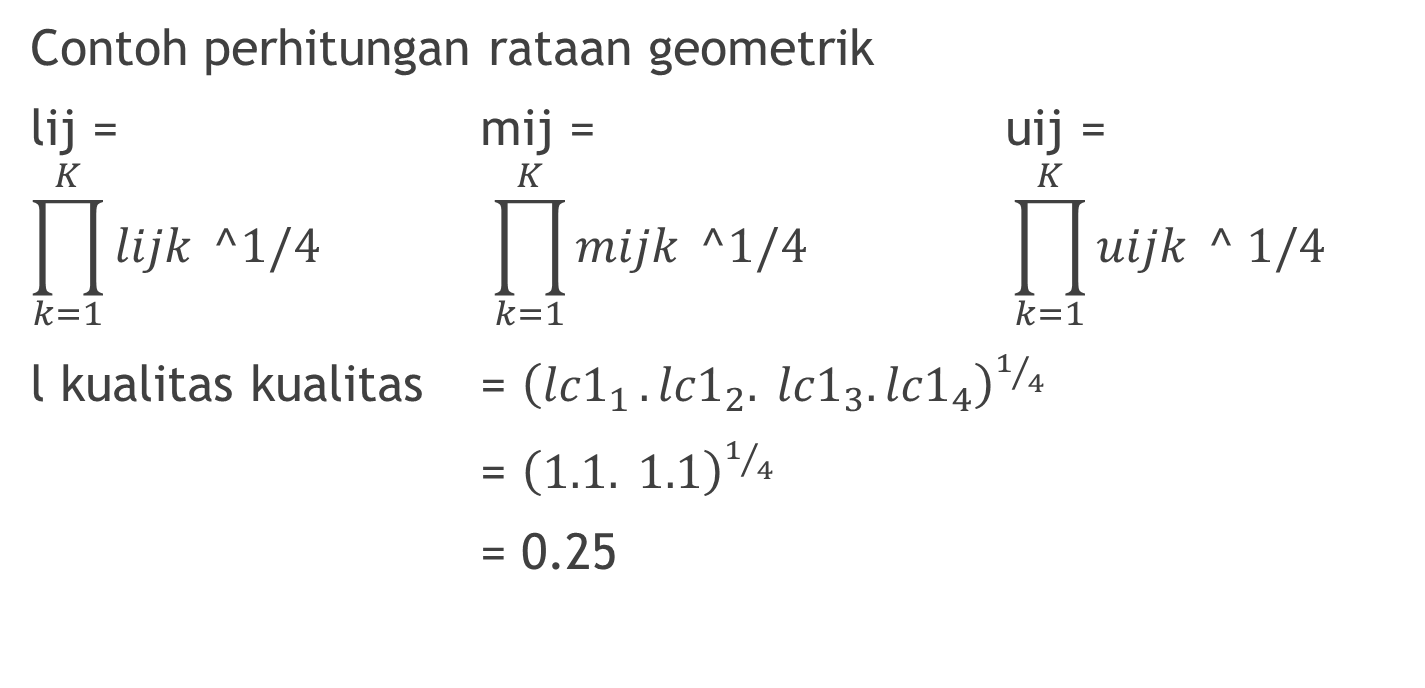 Contoh perhitungan rataan geometrik
lij = mij = uij =
K K K
∏ lijk ^1/4 ∏ mijk ^1/4 ∏ uijk ^ 1/4
k=1 k=1 k=1
l kualitas kualitas = (lc1₁ . lc1₂. lc1₃. lc1₄)^1/4
= (1.1. 1.1)^1/4
= 0.25